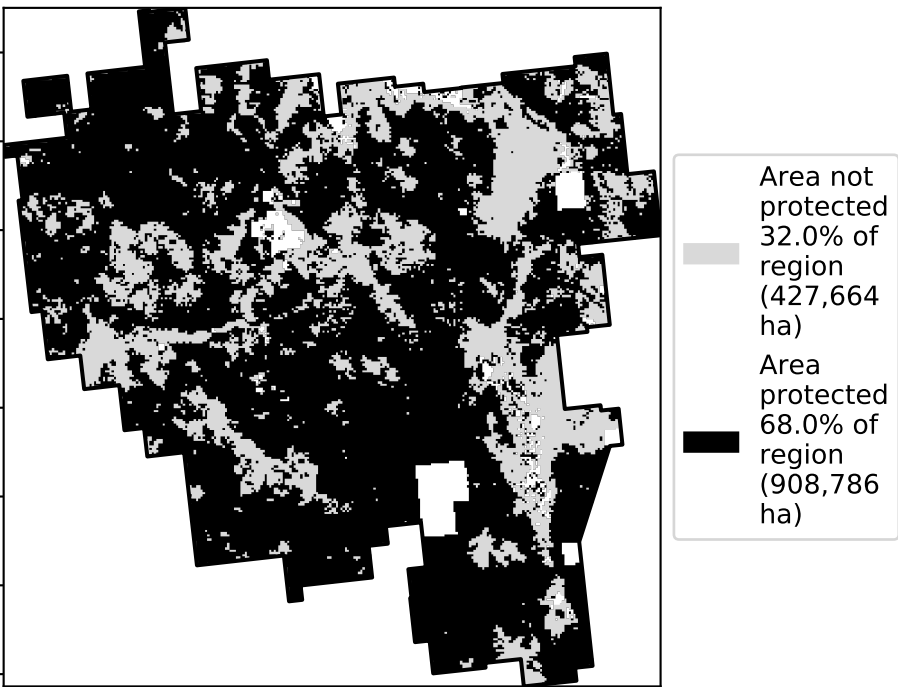 Area not
protected
32.0% of
region
(427,664
ha)
Area
protected
68.0% of
region
(908,786
ha)